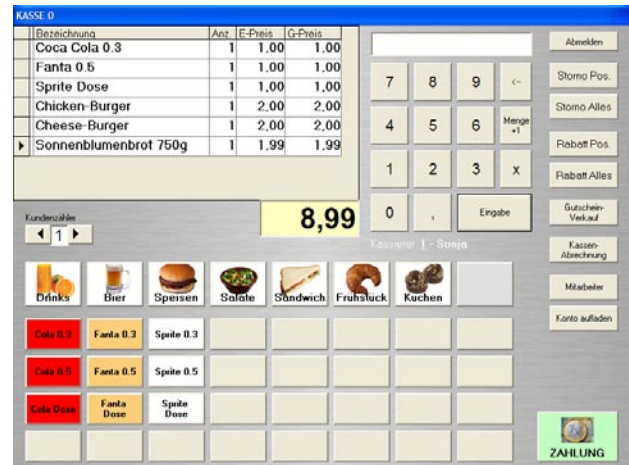 KASSE 0
Bezeichnung Anz. E-Preis G-Preis
Coca Cola 0.3 1 1,00 1,00
Fanta 0.5 1 1,00 1,00
Sprite Dose 1 1,00 1,00
Chicken-Burger 1 2,00 2,00
Cheese-Burger 1 2,00 2,00
Sonnenblumenbrot 750g 1 1,99 1,99
8,99
Kundenzähler
1
7 8 9 <-
4 5 6 Menge
+1
1 2 3 X
0 , Eingabe
Kassierer 1 - Sonja
Abmelden
Storno Pos.
Storno Alles
Rabatt Pos.
Rabatt Alles
Gutschein-
Verkauf
Kassen-
Abrechnung
Mitarbeiter
Konto aufladen
Drinks Bier Speisen Salate Sandwich Frühstück Kuchen
Cola 0.3 Fanta 0.3 Sprite 0.3
Cola 0.5 Fanta 0.5 Sprite 0.5
Cola Dose Fanta
Dose Sprite
Dose
ZAHLUNG